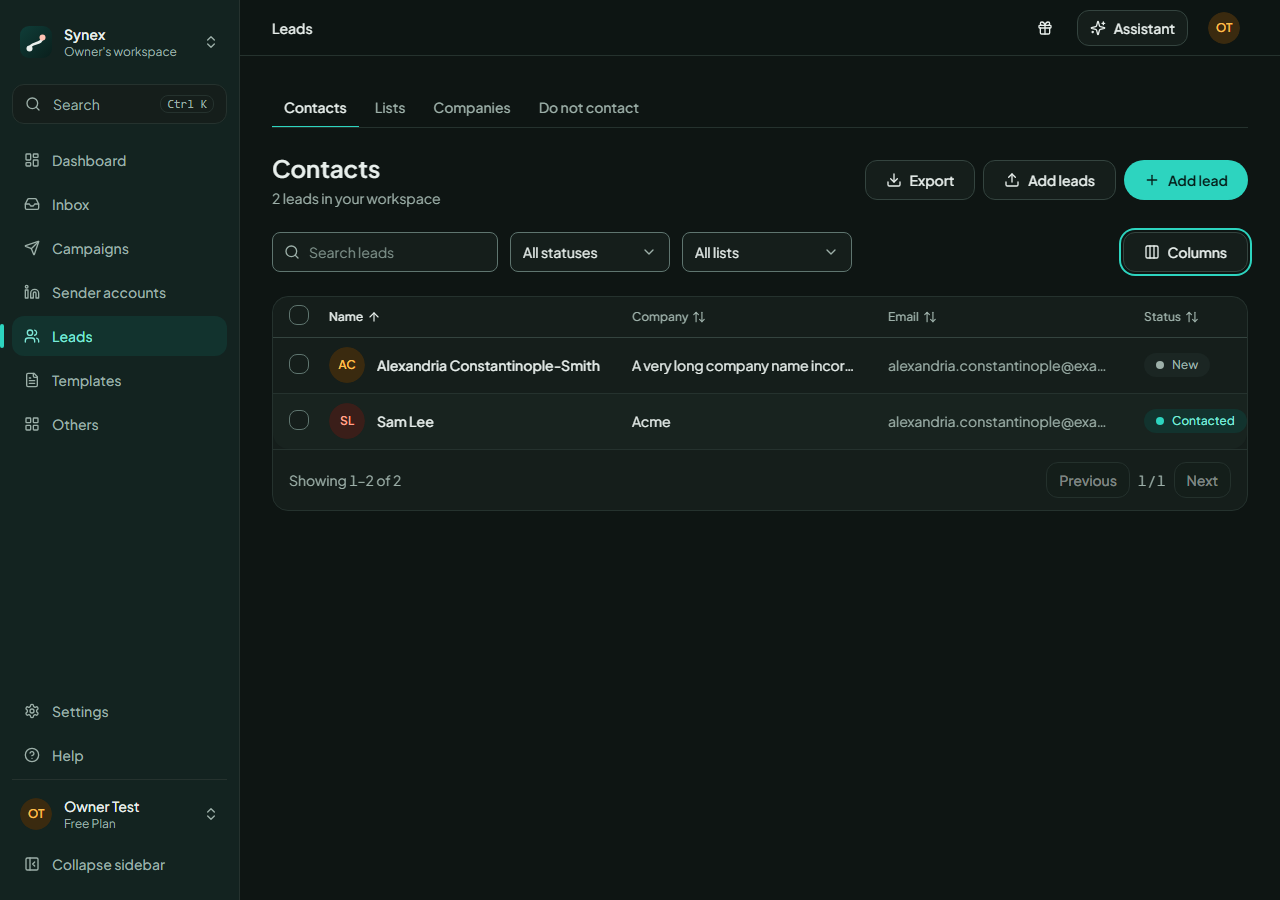 Synex
Owner's workspace
Search Ctrl K
Dashboard
Inbox
Campaigns
Sender accounts
Leads
Templates
Others
Settings
Help
OT Owner Test
Free Plan
Collapse sidebar
Leads
Assistant OT
Contacts Lists Companies Do not contact
Contacts
2 leads in your workspace
Export Add leads Add lead
Search leads All statuses All lists Columns
Name Company Email Status
AC Alexandria Constantinople-Smith A very long company name incor… alexandria.constantinople@exa… New
SL Sam Lee Acme alexandria.constantinople@exa… Contacted
Showing 1–2 of 2 Previous 1/1 Next